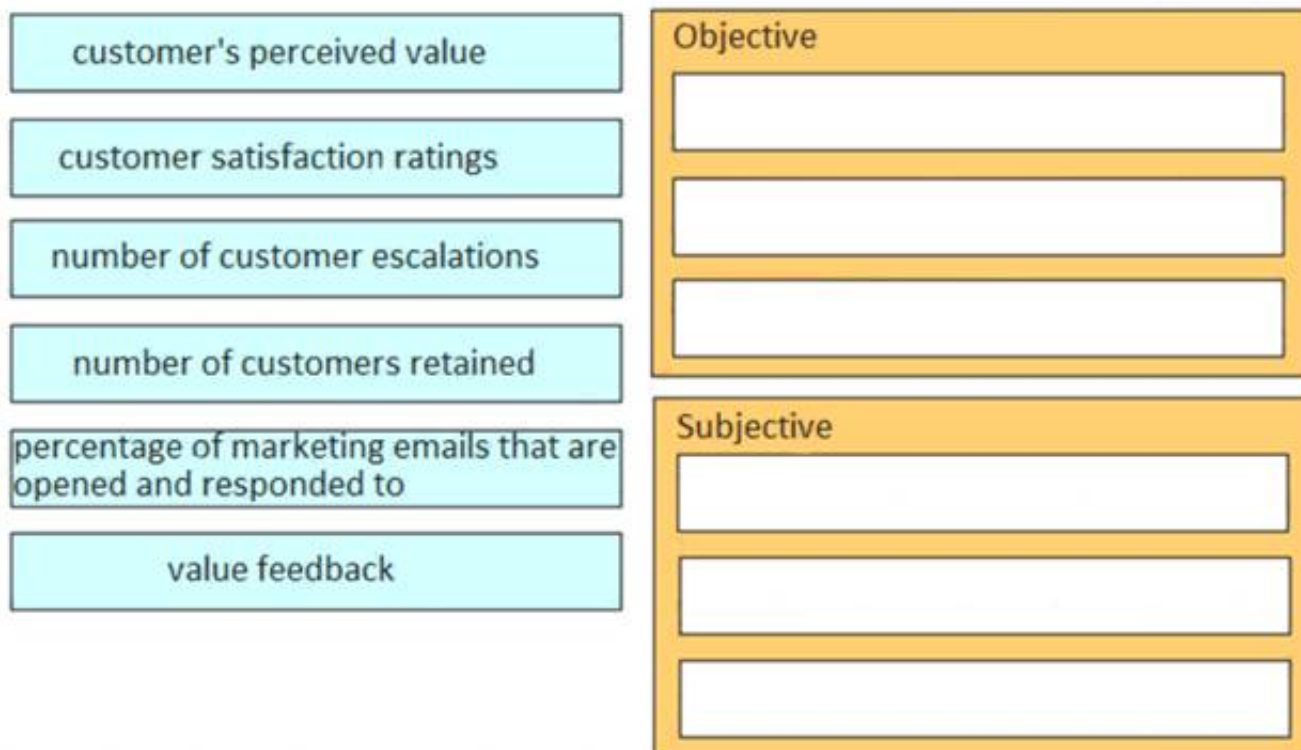 customer's perceived value
customer satisfaction ratings
number of customer escalations
number of customers retained
percentage of marketing emails that are
opened and responded to
value feedback
Objective
Subjective